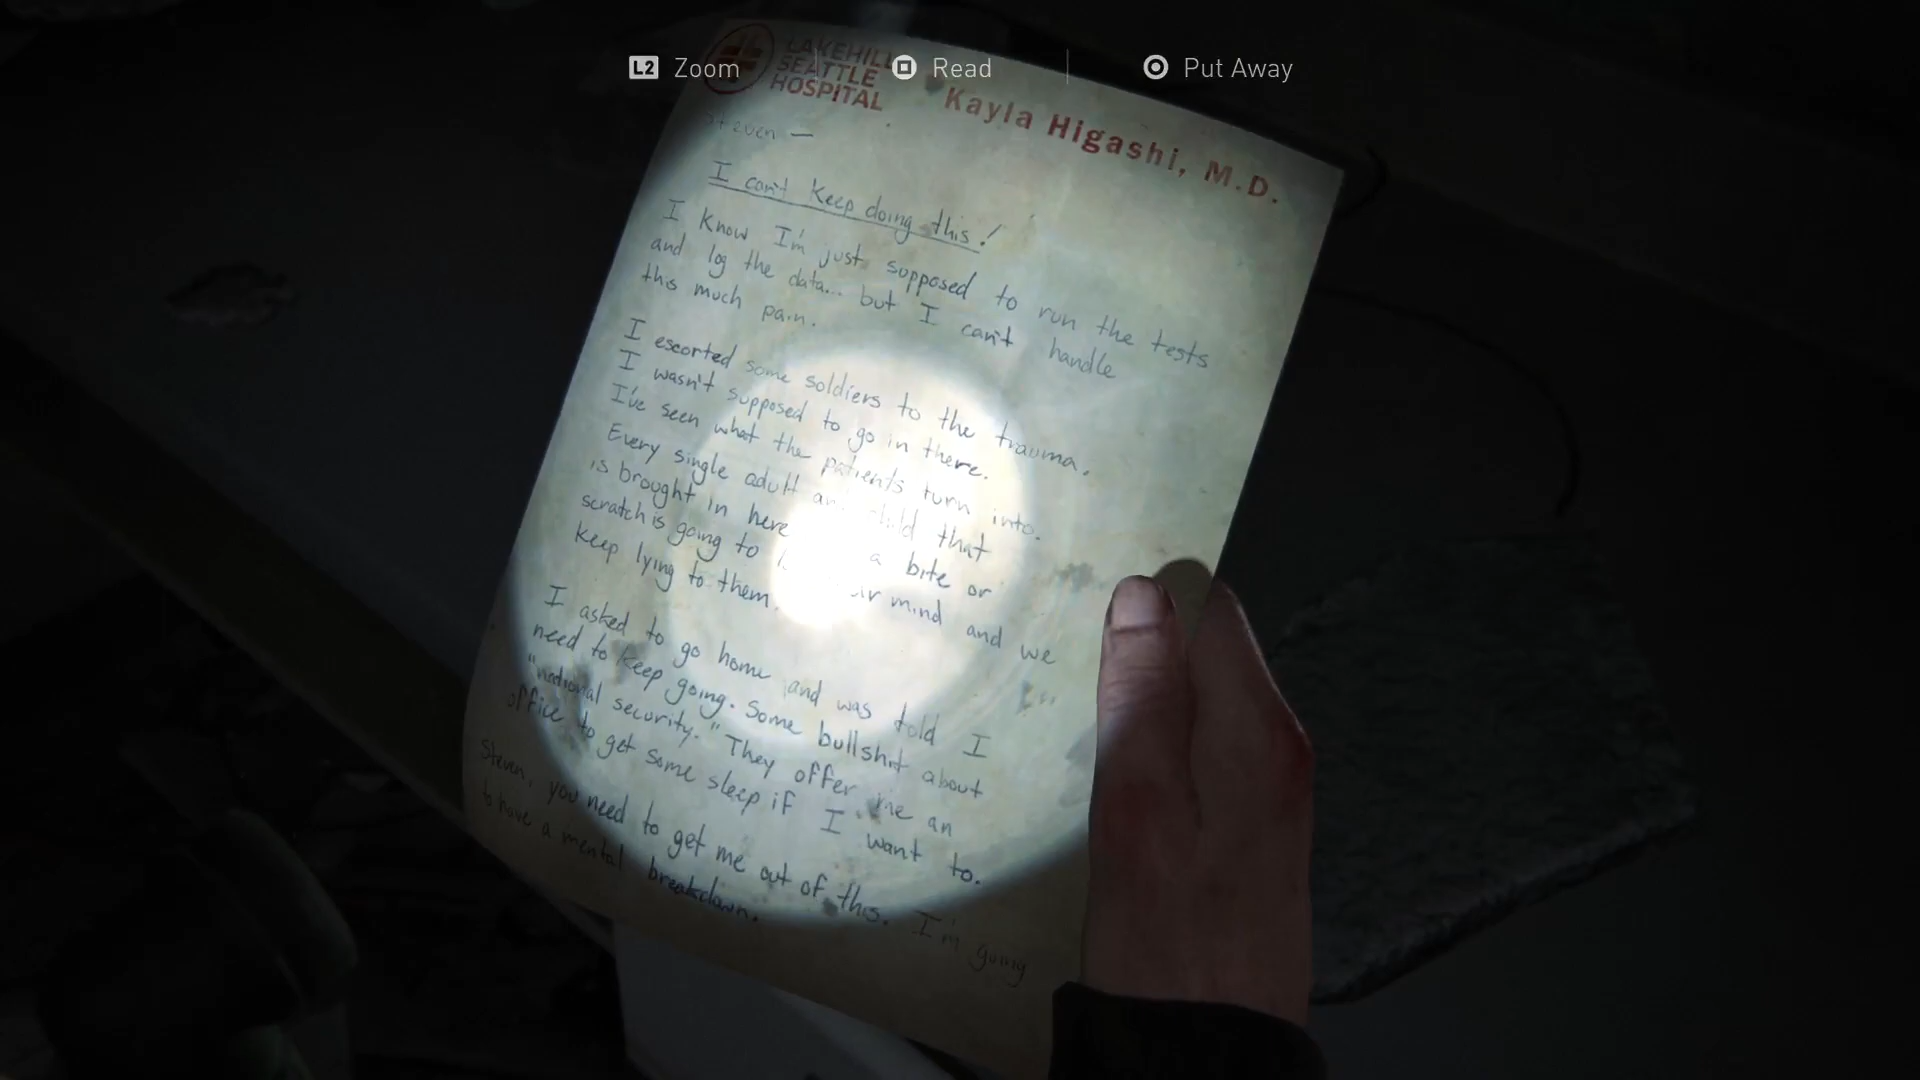 L2 Zoom
Read
Put Away
LAKEHILL
SEATTLE
HOSPITAL
Kayla Higashi, M.D.
Steven —
I can't keep doing this!
I know I'm just supposed to run the tests
and log the data... but I can't handle
this much pain.
I escorted some soldiers to the trauma.
I wasn't supposed to go in there.
I've seen what the patients turn into.
Every single adult and child that
is brought in here a bite or
scratch is going to mind and we
keep lying to them.
I asked to go home and was told I
need to keep going. Some bullshit about
"national security." They offer me an
office to get some sleep if I want to.
Steven, you need to get me out of this. I'm going
to have a mental breakdown.